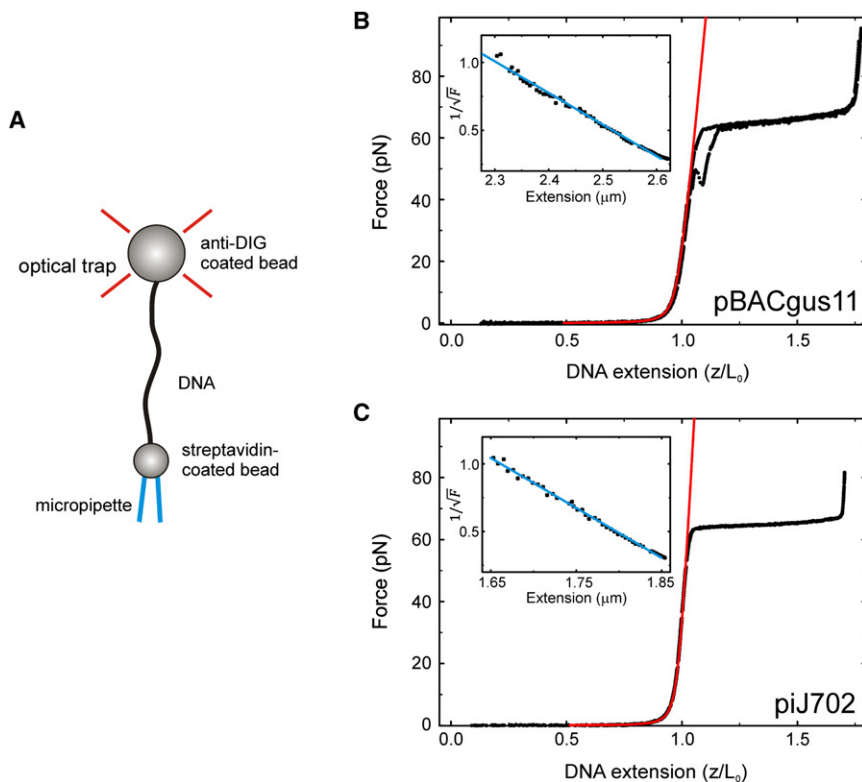 A
optical trap
anti-DIG
coated bead
DNA
streptavidin-
coated bead
micropipette
B
Force (pN)
80
60
40
20
0
0.0
0.5
1.0
1.5
DNA extension (z/L₀)
pBACgus11
1/√F
1.5
1.0
0.5
2.3
2.4
2.5
2.6
Extension (μm)
C
Force (pN)
80
60
40
20
0
0.0
0.5
1.0
1.5
DNA extension (z/L₀)
piJ702
1/√F
1.0
0.5
1.65
1.75
1.85
Extension (μm)